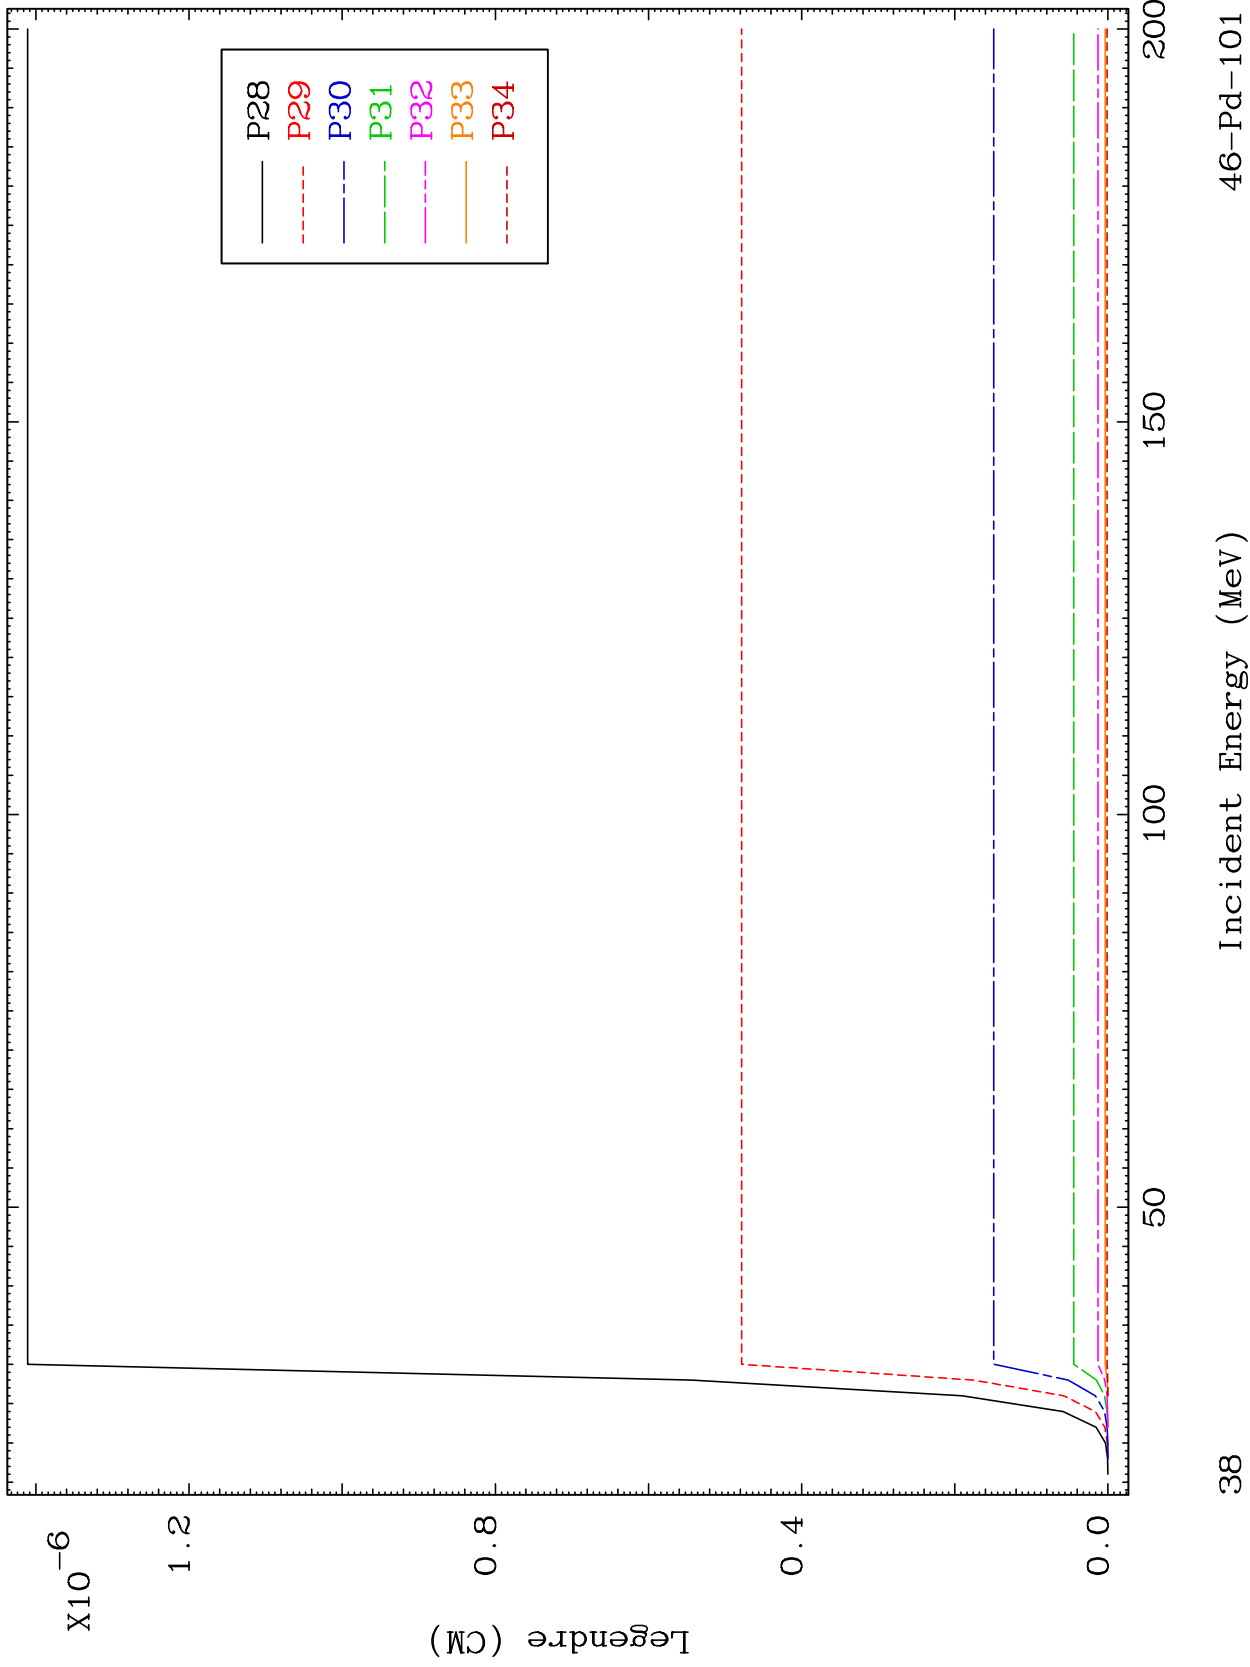 X10
-6
1.2
0.8
0.4
0.0
Legendre (CM)
P28
P29
P30
P31
P32
P33
P34
50
100
150
200
Incident Energy (MeV)
38
46-Pd-101